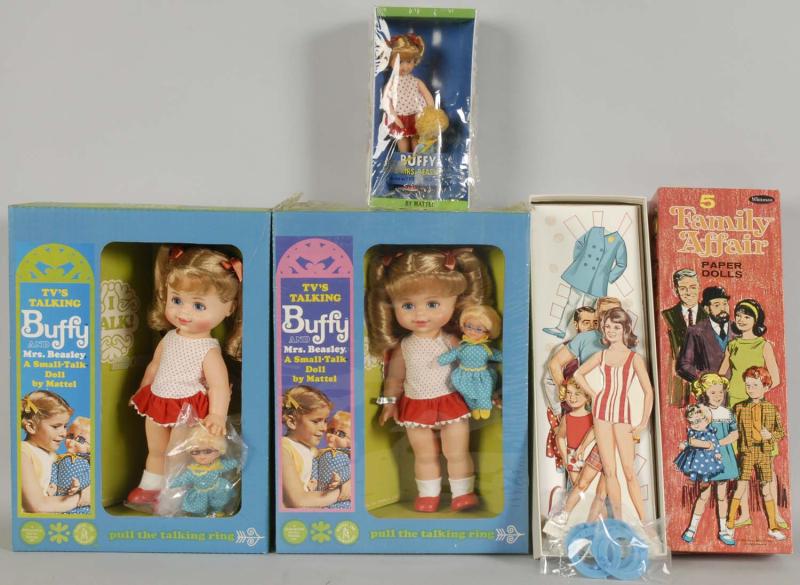 BUFFY
& MRS. BEASLEY
BY MATTEL
TV'S
TALKING
Buffy
AND
Mrs. Beasley
A Small-Talk
Doll
by Mattel
I
TALK!
pull the talking ring
TV'S
TALKING
Buffy
AND
Mrs. Beasley
A Small-Talk
Doll
by Mattel
pull the talking ring
5
Whitman
Family
Affair
PAPER
DOLLS